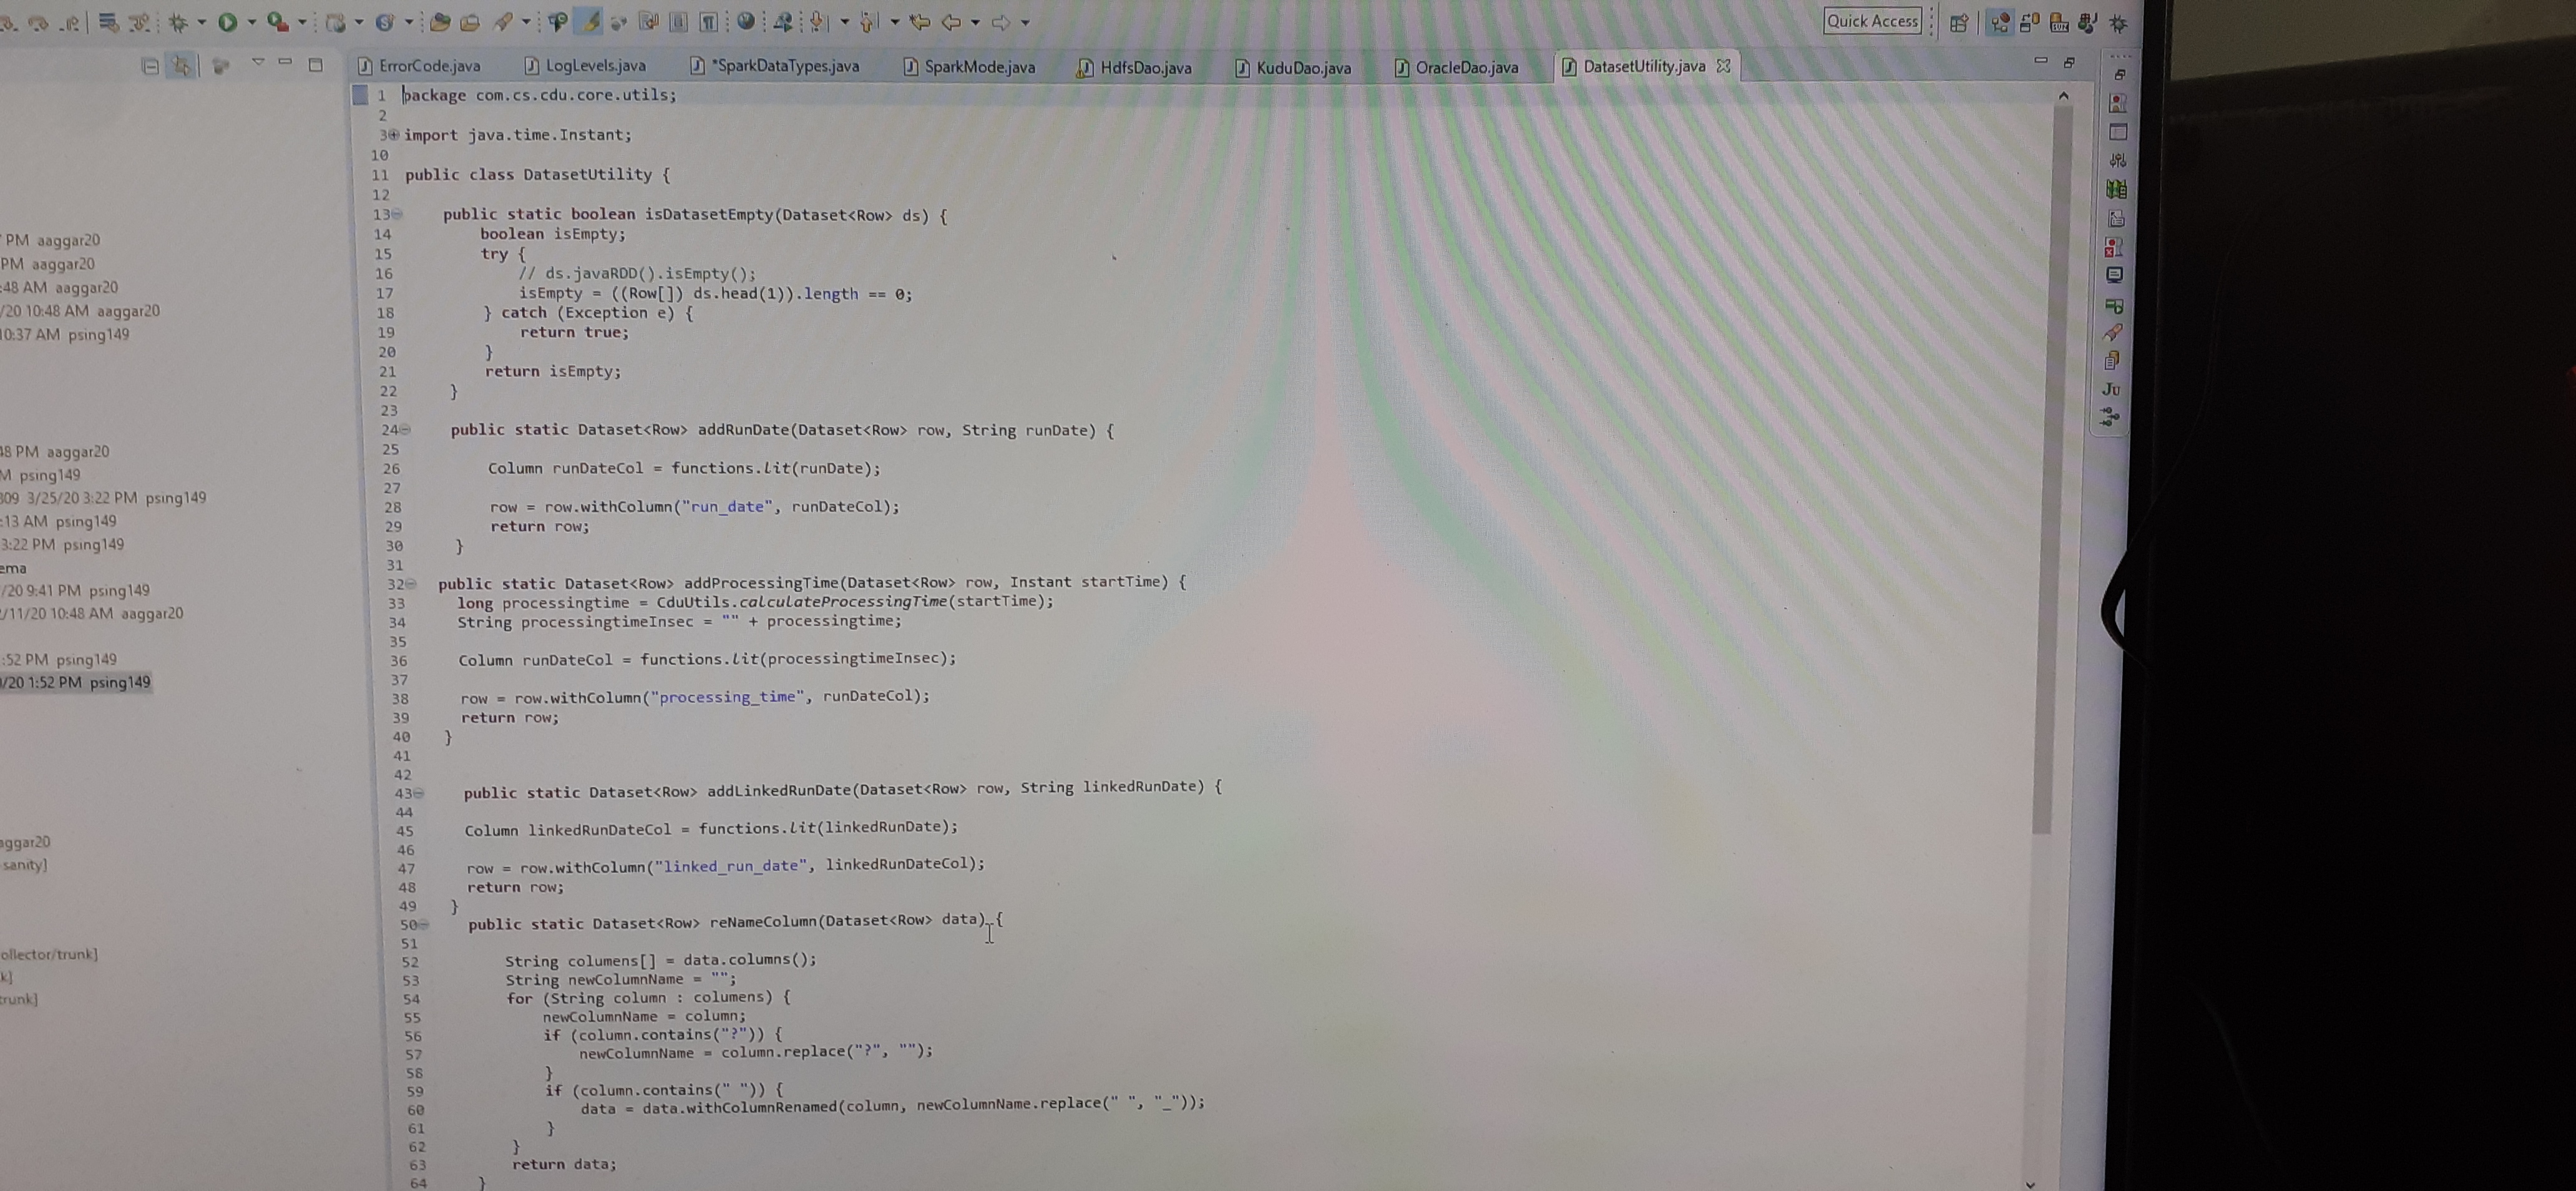 Quick Access
ErrorCode.java
LogLevels.java
*SparkDataTypes.java
SparkMode.java
HdfsDao.java
KuduDao.java
OracleDao.java
DatasetUtility.java
PM aaggar20
PM aaggar20
:48 AM aaggar20
/20 10:48 AM aaggar20
10:37 AM psing149
48 PM aaggar20
M psing149
309 3/25/20 3:22 PM psing149
:13 AM psing149
3:22 PM psing149
ema
/20 9:41 PM psing149
/11/20 10:48 AM aaggar20
:52 PM psing149
/20 1:52 PM psing149
aggar20
sanity]
ollector/trunk]
k]
trunk]
1 package com.cs.cdu.core.utils;
2
3 import java.time.Instant;
10
11 public class DatasetUtility {
12
13 public static boolean isDatasetEmpty(Dataset<Row> ds) {
14 boolean isEmpty;
15 try {
16 // ds.javaRDD().isEmpty();
17 isEmpty = ((Row[]) ds.head(1)).length == 0;
18 } catch (Exception e) {
19 return true;
20 }
21 return isEmpty;
22 }
23
24 public static Dataset<Row> addRunDate(Dataset<Row> row, String runDate) {
25
26 Column runDateCol = functions.lit(runDate);
27
28 row = row.withColumn("run_date", runDateCol);
29 return row;
30 }
31
32 public static Dataset<Row> addProcessingTime(Dataset<Row> row, Instant startTime) {
33 long processingtime = CduUtils.calculateProcessingTime(startTime);
34 String processingtimeInsec = "" + processingtime;
35
36 Column runDateCol = functions.lit(processingtimeInsec);
37
38 row = row.withColumn("processing_time", runDateCol);
39 return row;
40 }
41
42
43 public static Dataset<Row> addLinkedRunDate(Dataset<Row> row, String linkedRunDate) {
44
45 Column linkedRunDateCol = functions.lit(linkedRunDate);
46
47 row = row.withColumn("linked_run_date", linkedRunDateCol);
48 return row;
49 }
50 public static Dataset<Row> reNameColumn(Dataset<Row> data) {
51
52 String columens[] = data.columns();
53 String newColumnName = "";
54 for (String column : columens) {
55 newColumnName = column;
56 if (column.contains("?")) {
57 newColumnName = column.replace("?", "");
58 }
59 if (column.contains(" ")) {
60 data = data.withColumnRenamed(column, newColumnName.replace(" ", "_"));
61 }
62 }
63 return data;
64 }
Ju